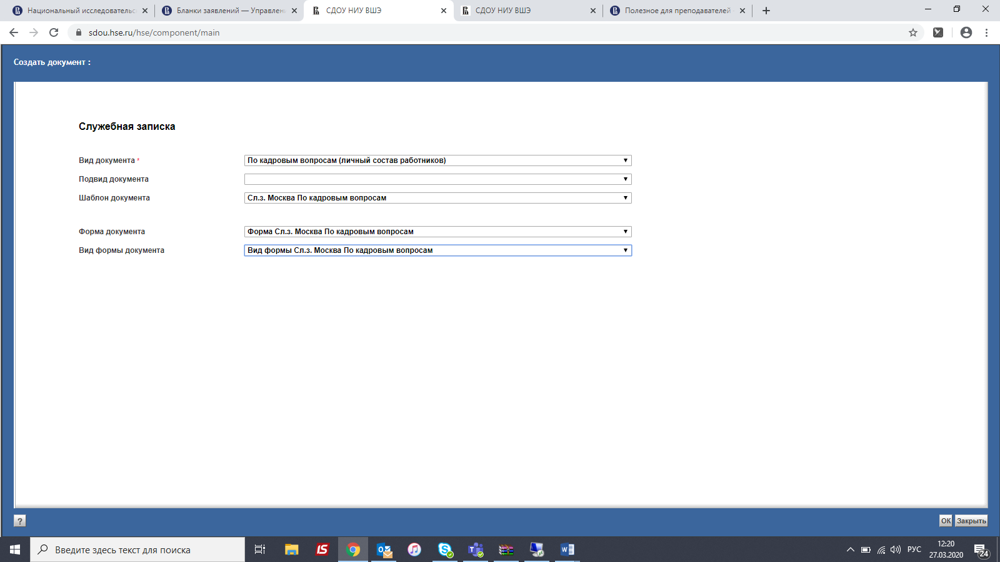 Национальный исследовательс
Бланки заявлений — Управлени
СДОУ НИУ ВШЭ
СДОУ НИУ ВШЭ
Полезное для преподавателей
sdou.hse.ru/hse/component/main
Создать документ :
Служебная записка
Вид документа * По кадровым вопросам (личный состав работников)
Подвид документа
Шаблон документа Сл.з. Москва По кадровым вопросам
Форма документа Форма Сл.з. Москва По кадровым вопросам
Вид формы документа Вид формы Сл.з. Москва По кадровым вопросам
? ОК Закрыть
Введите здесь текст для поиска
РУС
12:20
27.03.2020
24